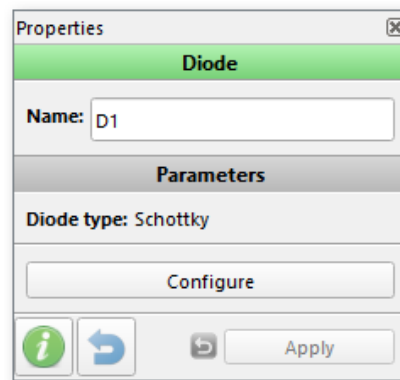 Properties
Diode
Name: D1
Parameters
Diode type: Schottky
Configure
Apply